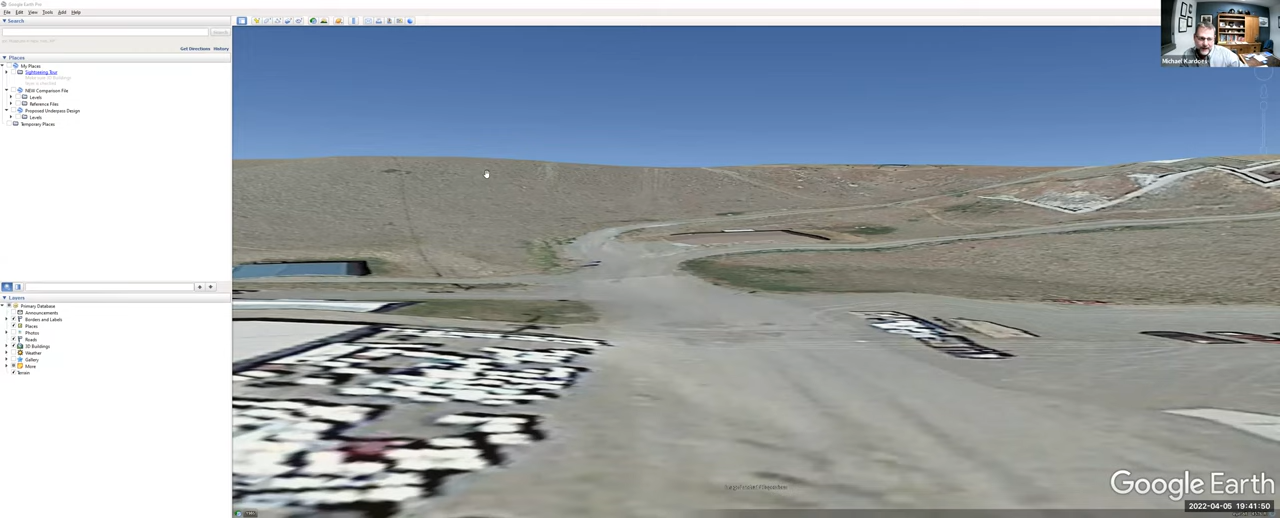 Google Earth Pro
File Edit View Tools Add Help
Search
Search
Get Directions History
Places
My Places
Sightseeing Tour
NEW Comparison File
Levels
Reference Files
Proposed Underpass Design
Levels
Temporary Places
Layers
Primary Database
Announcements
Borders and Labels
Places
Photos
Roads
3D Buildings
Weather
Gallery
More
Terrain
Google Earth
2022-04-05 19:41:50